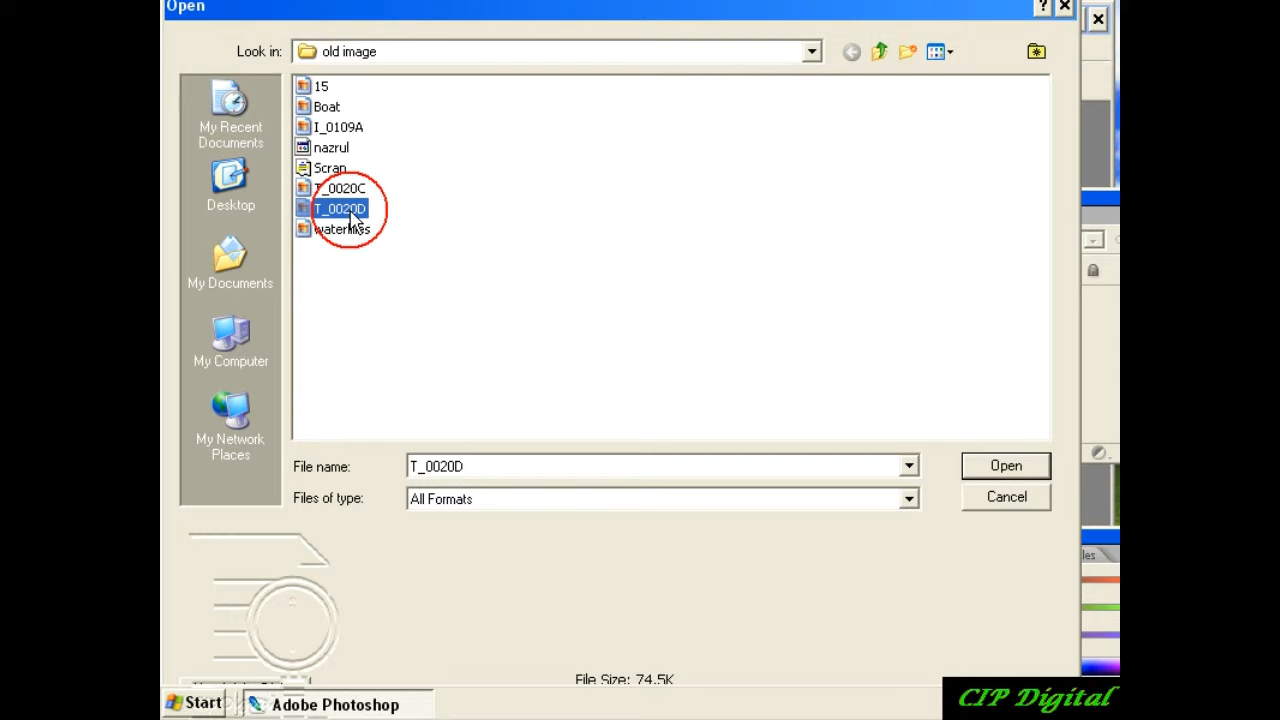 Open
Look in:
old image
15
Boat
I_0109A
nazrul
Scrap
T_0020C
T_0020D
waterlilies
My Recent
Documents
Desktop
My Documents
My Computer
My Network
Places
File name:
T_0020D
Open
Files of type:
All Formats
Cancel
File Size: 74.5K
Start
Adobe Photoshop
CIP Digital